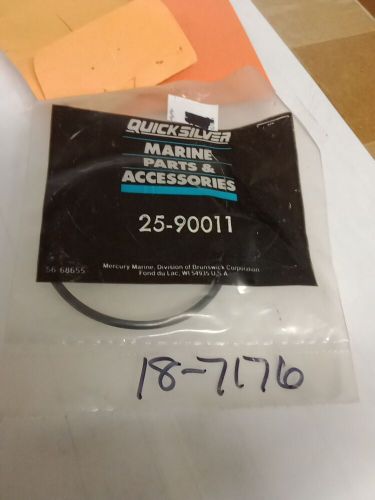 QUICKSILVER
MARINE
PARTS &
ACCESSORIES
25-90011
56 68655
Mercury Marine, Division of Brunswick Corporation
Fond du Lac, WI 54935 U.S.A.
18-7176